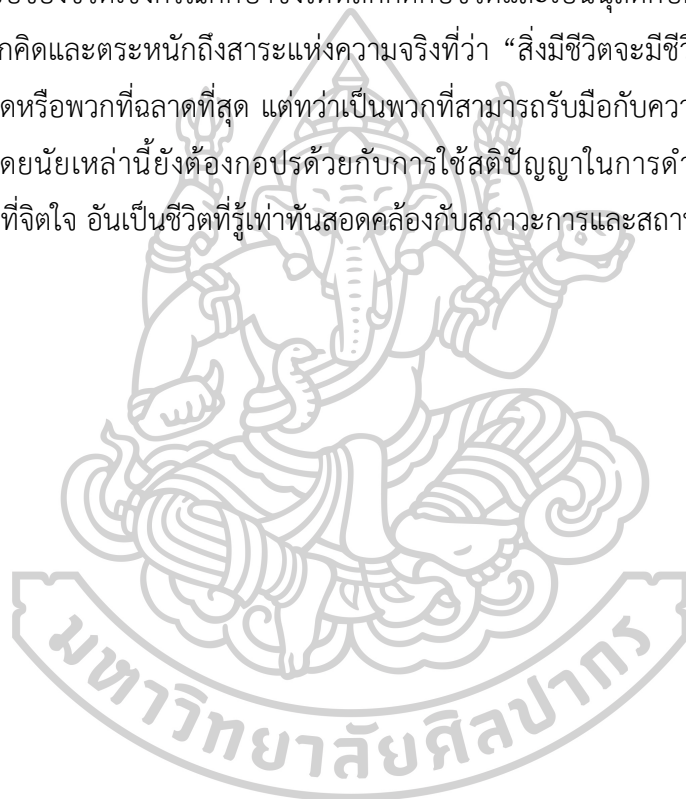 กคิดและตระหนักถึงสาระแห่งความจริงที่ว่า “สิ่งมีชีวิตจะมีชี
ดหรือพวกที่ฉลาดที่สุด แต่ทว่าเป็นพวกที่สามารถรับมือกับควา
ดยนัยเหล่านี้ยังต้องกอปรด้วยกับการใช้สติปัญญาในการดำ
ที่จิตใจ อันเป็นชีวิตที่รู้เท่าทันสอดคล้องกับสภาวะการและสถา
มหาวิทยาลัยศิลปากร